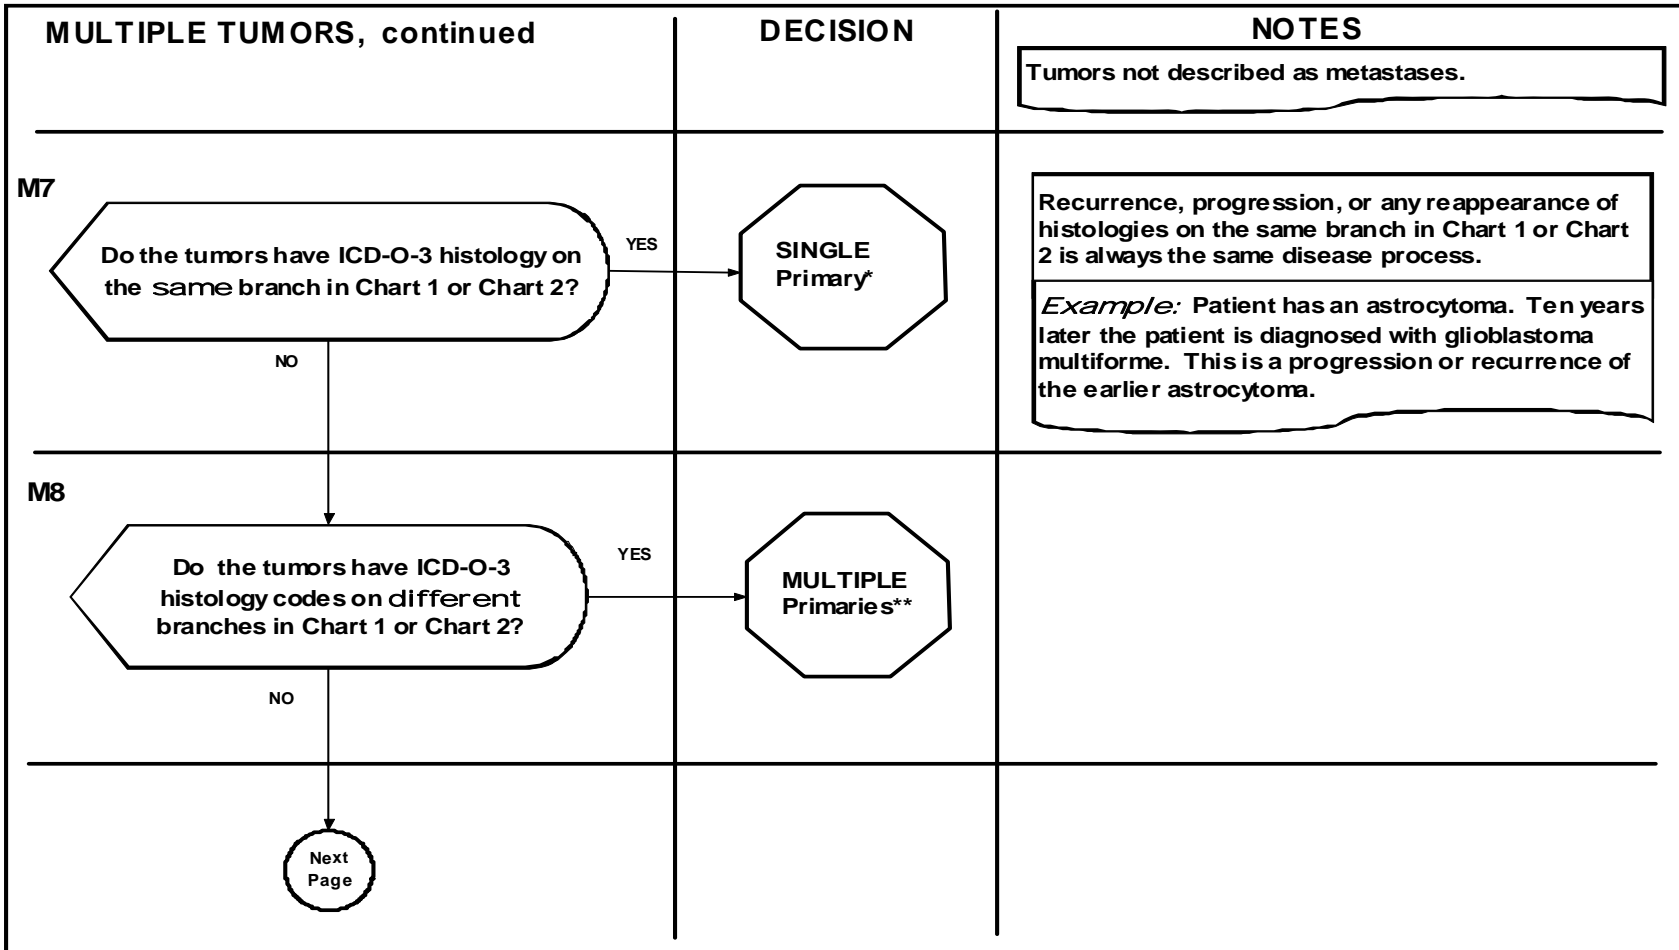 MULTIPLE TUMORS, continued
DECISION
NOTES
Tumors not described as metastases.
M7
Do the tumors have ICD-O-3 histology on
the same branch in Chart 1 or Chart 2?
YES
SINGLE
Primary*
Recurrence, progression, or any reappearance of
histologies on the same branch in Chart 1 or Chart
2 is always the same disease process.
Example: Patient has an astrocytoma. Ten years
later the patient is diagnosed with glioblastoma
multiforme. This is a progression or recurrence of
the earlier astrocytoma.
NO
M8
Do the tumors have ICD-O-3
histology codes on different
branches in Chart 1 or Chart 2?
YES
MULTIPLE
Primaries**
NO
Next
Page